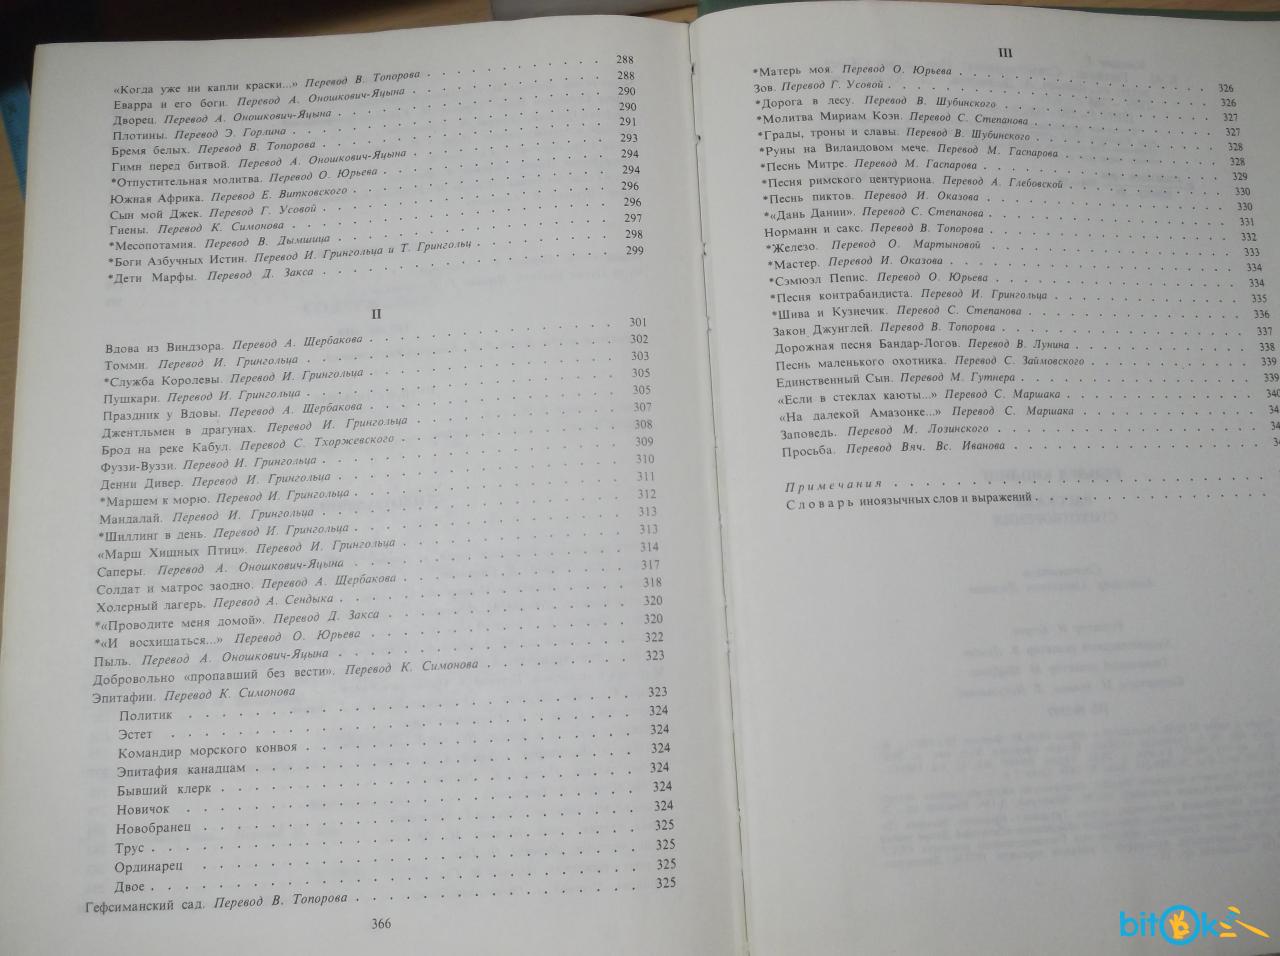 «Когда уже ни капли краски...» Перевод В. Топорова . . . 288
Еварра и его боги. Перевод А. Оношкович-Яцына . . . 288
Дворец. Перевод А. Оношкович-Яцына . . . 290
Плотины. Перевод Э. Горлина . . . 290
Бремя белых. Перевод В. Топорова . . . 291
Гимн перед битвой. Перевод А. Оношкович-Яцына . . . 293
*Отпустительная молитва. Перевод О. Юрьева . . . 294
Южная Африка. Перевод Е. Витковского . . . 294
Сын мой Джек. Перевод Г. Усовой . . . 296
Гиены. Перевод К. Симонова . . . 296
*Месопотамия. Перевод В. Дымшица . . . 297
*Боги Азбучных Истин. Перевод И. Грингольца и Т. Грингольц . . . 298
*Дети Марфы. Перевод Д. Закса . . . 299
II
Вдова из Виндзора. Перевод А. Щербакова . . . 301
Томми. Перевод И. Грингольца . . . 302
*Служба Королевы. Перевод И. Грингольца . . . 303
Пушкари. Перевод И. Грингольца . . . 305
Праздник у Вдовы. Перевод А. Щербакова . . . 305
Джентльмен в драгунах. Перевод И. Грингольца . . . 307
Брод на реке Кабул. Перевод С. Тхоржевского . . . 308
Фуззи-Вуззи. Перевод И. Грингольца . . . 309
Денни Дивер. Перевод И. Грингольца . . . 310
*Маршем к морю. Перевод И. Грингольца . . . 311
Мандалай. Перевод И. Грингольца . . . 312
*Шиллинг в день. Перевод И. Грингольца . . . 313
«Марш Хищных Птиц». Перевод И. Грингольца . . . 313
Саперы. Перевод А. Оношкович-Яцына . . . 314
Солдат и матрос заодно. Перевод А. Щербакова . . . 317
Холерный лагерь. Перевод А. Сендыка . . . 318
*«Проводите меня домой». Перевод Д. Закса . . . 320
*«И восхищаться...» Перевод О. Юрьева . . . 320
Пыль. Перевод А. Оношкович-Яцына . . . 322
Добровольно «пропавший без вести». Перевод К. Симонова . . . 323
Эпитафии. Перевод К. Симонова
Политик . . . 323
Эстет . . . 324
Командир морского конвоя . . . 324
Эпитафия канадцам . . . 324
Бывший клерк . . . 324
Новичок . . . 324
Новобранец . . . 324
Трус . . . 325
Ординарец . . . 325
Двое . . . 325
Гефсиманский сад. Перевод В. Топорова . . . 325
366
III
*Матерь моя. Перевод О. Юрьева . . . 326
Зов. Перевод Г. Усовой . . . 326
*Дорога в лесу. Перевод В. Шубинского . . . 327
*Молитва Мириам Коэн. Перевод С. Степанова . . . 327
*Грады, троны и славы. Перевод В. Шубинского . . . 328
*Руны на Виландовом мече. Перевод М. Гаспарова . . . 328
*Песнь Митре. Перевод М. Гаспарова . . . 329
*Песня римского центуриона. Перевод А. Глебовской . . . 330
*Песнь пиктов. Перевод И. Оказова . . . 330
*«Дань Дании». Перевод С. Степанова . . . 331
Норманн и сакс. Перевод В. Топорова . . . 332
*Железо. Перевод О. Мартыновой . . . 333
*Мастер. Перевод И. Оказова . . . 334
*Сэмюэл Пепис. Перевод О. Юрьева . . . 334
*Песня контрабандиста. Перевод И. Грингольца . . . 335
*Шива и Кузнечик. Перевод С. Степанова . . . 336
Закон Джунглей. Перевод В. Топорова . . . 337
Дорожная песня Бандар-Логов. Перевод В. Лунина . . . 338
Песнь маленького охотника. Перевод С. Займовского . . . 339
Единственный Сын. Перевод М. Гутнера . . . 339
«Если в стеклах каюты...» Перевод С. Маршака . . . 340
«На далекой Амазонке...» Перевод С. Маршака . . .
Заповедь. Перевод М. Лозинского . . .
Просьба. Перевод Вяч. Вс. Иванова . . .
Примечания . . .
Словарь иноязычных слов и выражений . . .
bitOk